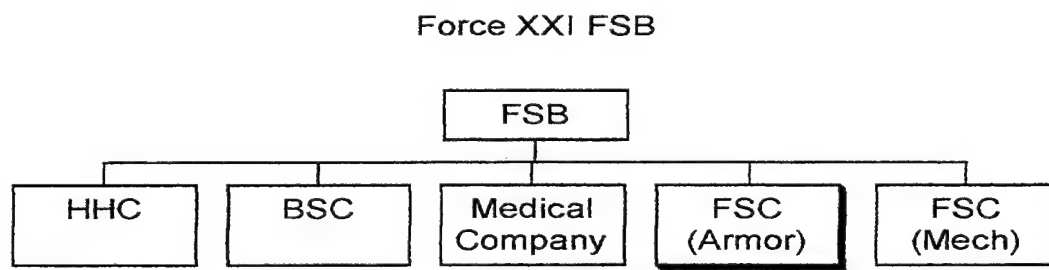 Force XXI FSB
FSB
HHC
BSC
Medical
Company
FSC
(Armor)
FSC
(Mech)